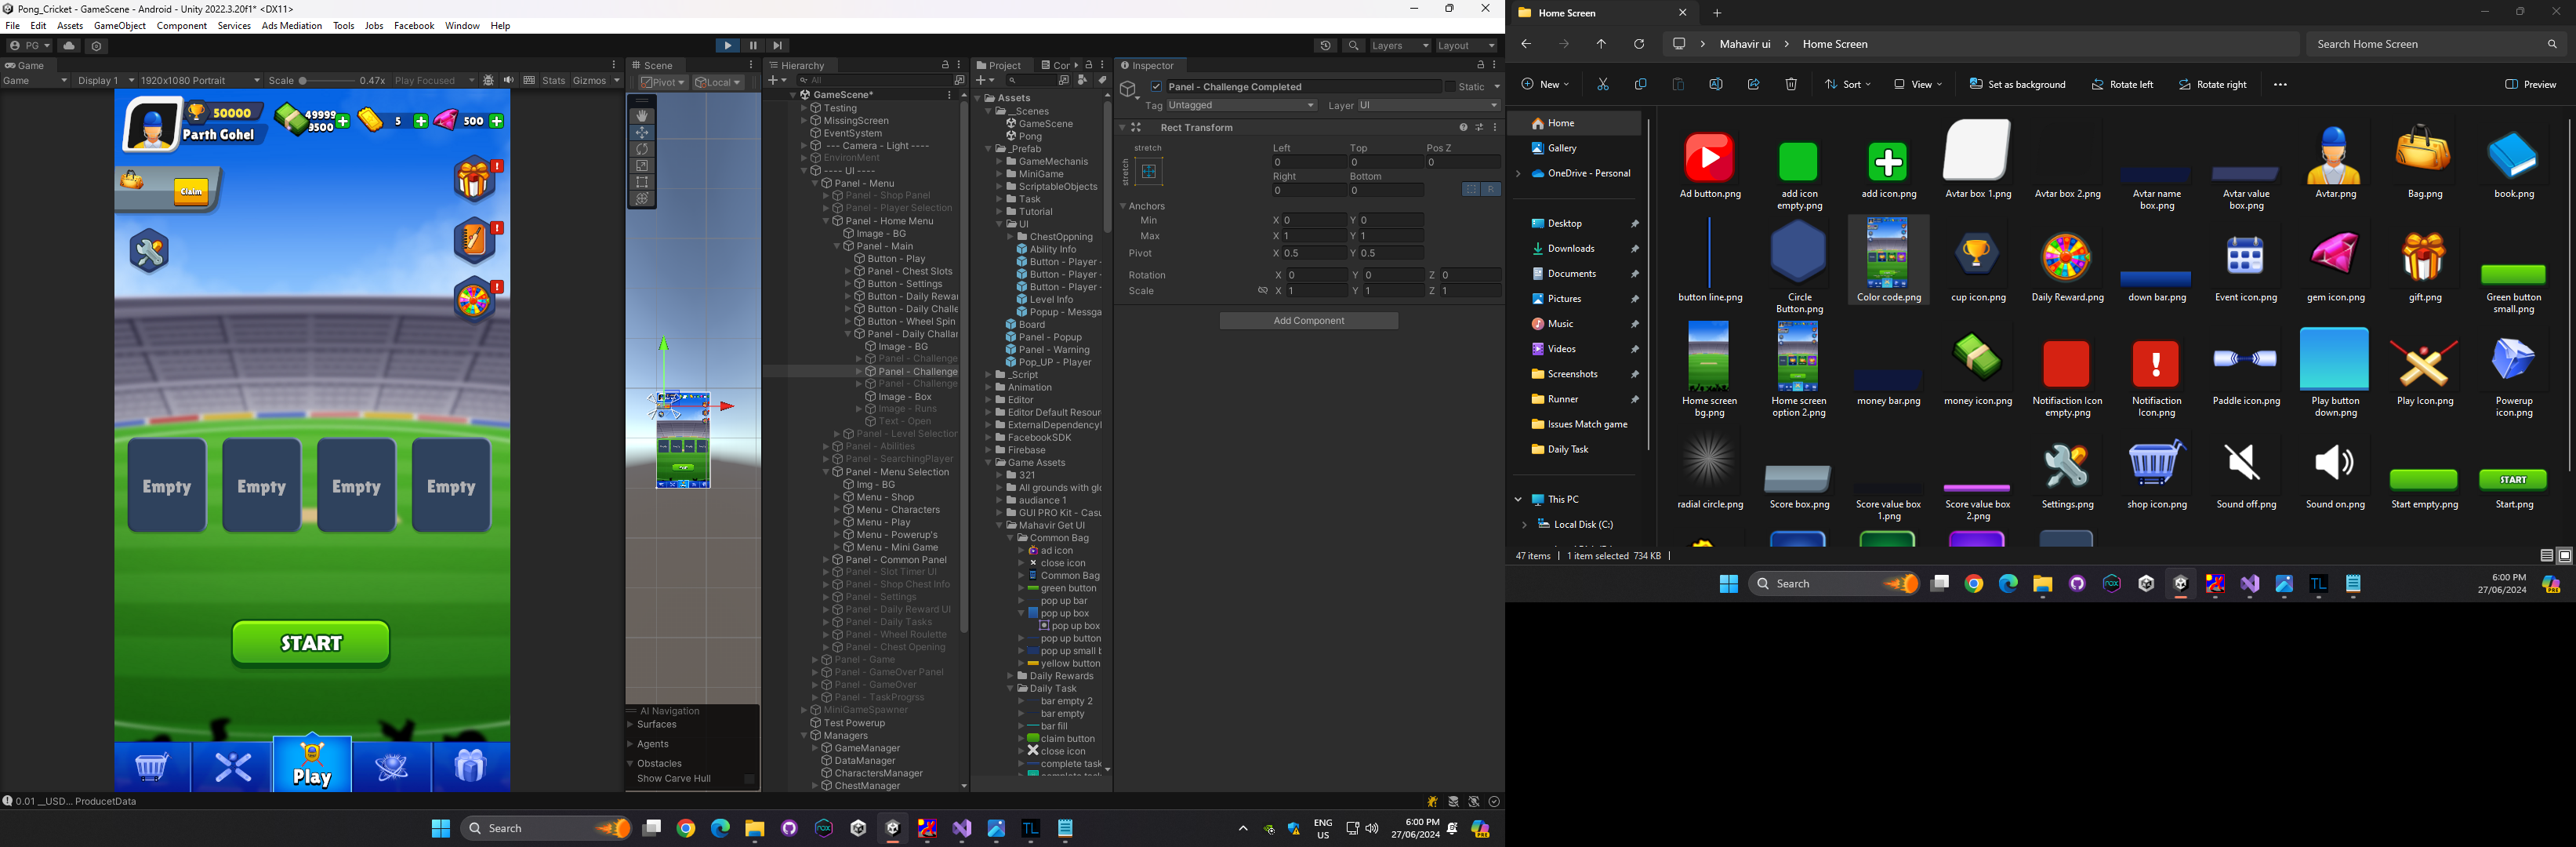 Pong_Cricket - GameScene - Android - Unity 2022.3.20f1* <DX11>
File Edit Assets GameObject Component Services Ads Mediation Tools Jobs Facebook Window Help
PG
Layers Layout
Game
Game Display 1 1920x1080 Portrait Scale 0.47x Play Focused Stats Gizmos
50000
Parth Gohel
49999
9500
5
500
Claim
Empty Empty Empty Empty
START
Play
Scene
Pivot Local
AI Navigation
Surfaces
Agents
Obstacles
Show Carve Hull
Hierarchy
All
GameScene*
Testing
MissingScreen
EventSystem
--- Camera - Light ----
EnvironMent
---- UI ----
Panel - Menu
Panel - Shop Panel
Panel - Player Selection
Panel - Home Menu
Image - BG
Panel - Main
Button - Play
Panel - Chest Slots
Button - Settings
Button - Daily Rewar
Button - Daily Challe
Button - Wheel Spin
Panel - Daily Challar
Image - BG
Panel - Challenge
Panel - Challenge
Panel - Challenge
Image - Box
Image - Runs
Text - Open
Panel - Level Selection
Panel - Abilities
Panel - SearchingPlayer
Panel - Menu Selection
Img - BG
Menu - Shop
Menu - Characters
Menu - Play
Menu - Powerup's
Menu - Mini Game
Panel - Common Panel
Panel - Slot Timer UI
Panel - Shop Chest Info
Panel - Settings
Panel - Daily Reward UI
Panel - Daily Tasks
Panel - Wheel Roulette
Panel - Chest Opening
Panel - Game
Panel - GameOver Panel
Panel - GameOver
Panel - TaskProgrss
MiniGameSpawner
Test Powerup
Managers
GameManager
DataManager
CharactersManager
ChestManager
Project Cor
Assets
__Scenes
GameScene
Pong
_Prefab
GameMechanis
MiniGame
ScriptableObjects
Task
Tutorial
UI
ChestOppning
Ability Info
Button - Player -
Button - Player -
Button - Player -
Level Info
Popup - Messga
Board
Panel - Popup
Panel - Warning
Pop_UP - Player
_Script
Animation
Editor
Editor Default Resour
ExternalDependencyl
FacebookSDK
Firebase
Game Assets
321
All grounds with glo
audiance 1
GUI PRO Kit - Casu
Mahavir Get UI
Common Bag
ad icon
close icon
Common Bag
green button
pop up bar
pop up box
pop up box
pop up button
pop up small b
yellow button
Daily Rewards
Daily Task
bar empty 2
bar empty
bar fill
claim button
close icon
complete task
Inspector
Panel - Challenge Completed Static
Tag Untagged Layer UI
Rect Transform
stretch Left Top Pos Z
stretch 0 0 0
Right Bottom
0 0 R
Anchors
Min X 0 Y 0
Max X 1 Y 1
Pivot X 0.5 Y 0.5
Rotation X 0 Y 0 Z 0
Scale X 1 Y 1 Z 1
Add Component
0.01 __USD... ProducetData
Search
ENG
US
6:00 PM
27/06/2024
Home Screen
Mahavir ui Home Screen
Search Home Screen
New Sort View Set as background Rotate left Rotate right Preview
Home
Gallery
OneDrive - Personal
Desktop
Downloads
Documents
Pictures
Music
Videos
Screenshots
Runner
Issues Match game
Daily Task
This PC
Local Disk (C:)
Ad button.png
add icon empty.png
add icon.png
Avtar box 1.png
Avtar box 2.png
Avtar name box.png
Avtar value box.png
Avtar.png
Bag.png
book.png
button line.png
Circle Button.png
Color code.png
cup icon.png
Daily Reward.png
down bar.png
Event icon.png
gem icon.png
gift.png
Green button small.png
Home screen bg.png
Home screen option 2.png
money bar.png
money icon.png
Notifiaction Icon empty.png
Notifiaction Icon.png
Paddle icon.png
Play button down.png
Play Icon.png
Powerup icon.png
radial circle.png
Score box.png
Score value box 1.png
Score value box 2.png
Settings.png
shop icon.png
Sound off.png
Sound on.png
Start empty.png
START
Start.png
47 items 1 item selected 734 KB
Search
6:00 PM
27/06/2024